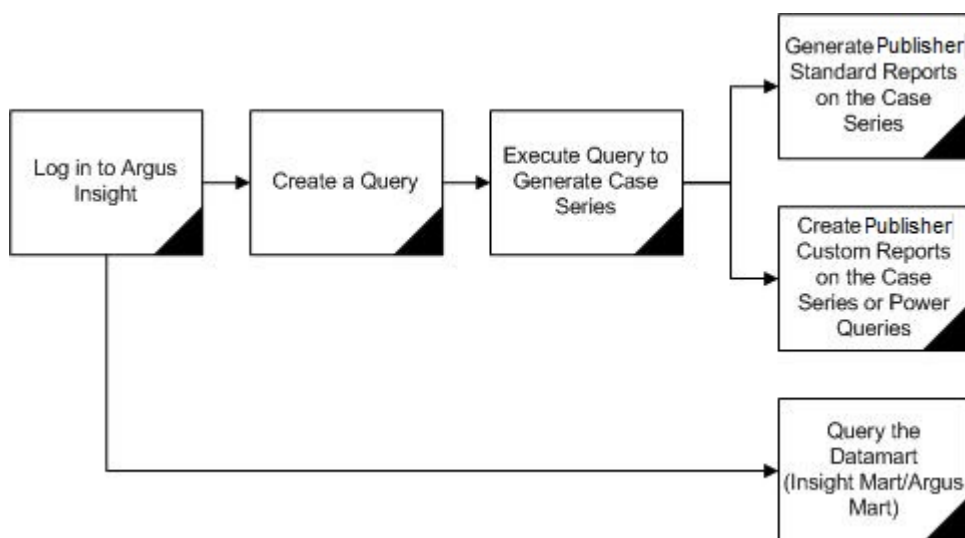 Log in to Argus
Insight
Create a Query
Execute Query to
Generate Case
Series
Generate Publisher
Standard Reports
on the Case
Series
Create Publisher
Custom Reports
on the Case
Series or Power
Queries
Query the
Datamart
(Insight Mart/Argus
Mart)